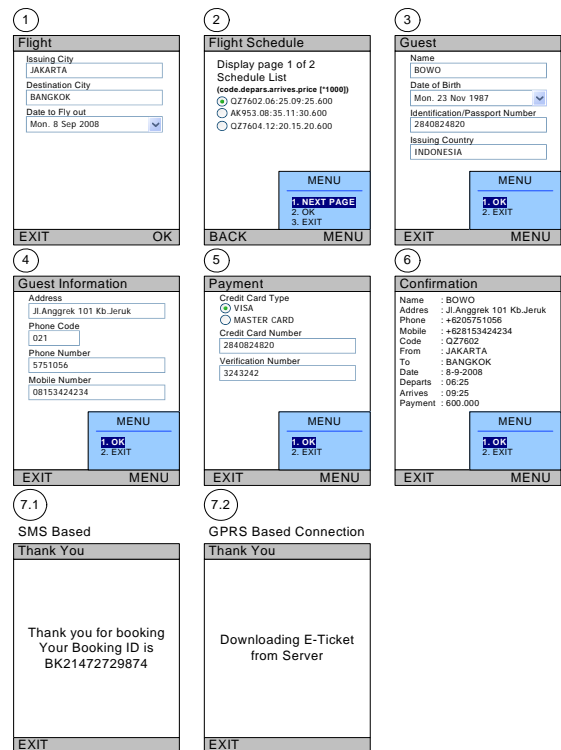 1
Flight
Issuing City
JAKARTA
Destination City
BANGKOK
Date to Fly out
Mon. 8 Sep 2008
EXIT OK
2
Flight Schedule
Display page 1 of 2
Schedule List
(code.depars.arrives.price [*1000])
QZ7602.06:25.09:25.600
AK953.08:35.11:30.600
QZ7604.12:20.15.20.600
MENU
1. NEXT PAGE
2. OK
3. EXIT
BACK MENU
3
Guest
Name
BOWO
Date of Birth
Mon. 23 Nov 1987
Identification/Passport Number
2840824820
Issuing Country
INDONESIA
MENU
1. OK
2. EXIT
EXIT MENU
4
Guest Information
Address
Jl.Anggrek 101 Kb.Jeruk
Phone Code
021
Phone Number
5751056
Mobile Number
08153424234
MENU
1. OK
2. EXIT
EXIT MENU
5
Payment
Credit Card Type
VISA
MASTER CARD
Credit Card Number
2840824820
Verification Number
3243242
MENU
1. OK
2. EXIT
EXIT MENU
6
Confirmation
Name : BOWO
Addres : Jl.Anggrek 101 Kb.Jeruk
Phone : +6205751056
Mobile : +628153424234
Code : QZ7602
From : JAKARTA
To : BANGKOK
Date : 8-9-2008
Departs : 06:25
Arrives : 09:25
Payment : 600.000
MENU
1. OK
2. EXIT
EXIT MENU
7.1
SMS Based
Thank You
Thank you for booking
Your Booking ID is
BK21472729874
EXIT
7.2
GPRS Based Connection
Thank You
Downloading E-Ticket
from Server
EXIT